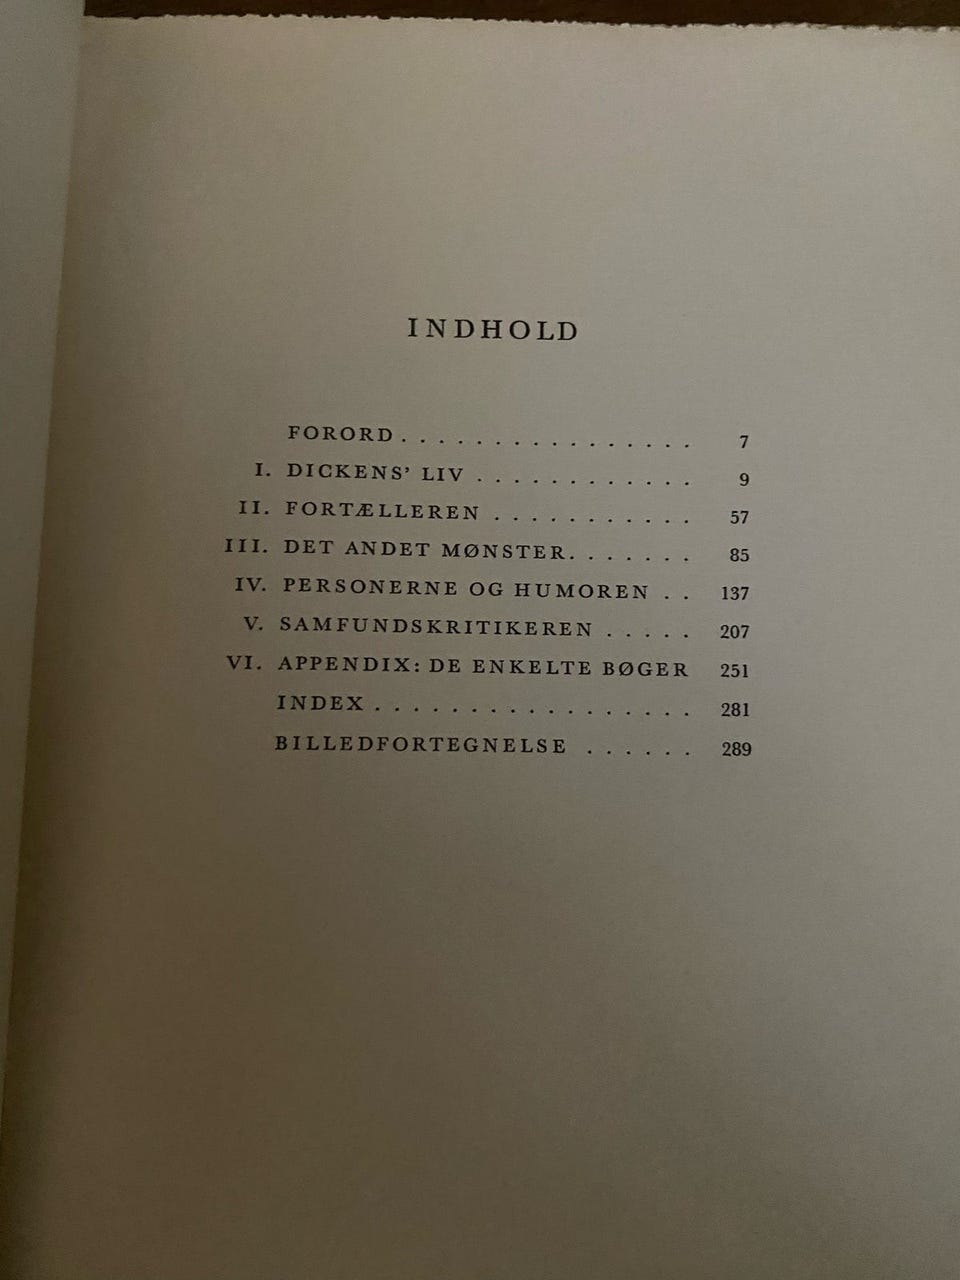 INDHOLD
FORORD . . . . . . . . . . . . . . . . 7
I. DICKENS’ LIV . . . . . . . . . . . . 9
II. FORTÆLLEREN . . . . . . . . . . . 57
III. DET ANDET MØNSTER . . . . . . . 85
IV. PERSONERNE OG HUMOREN . . 137
V. SAMFUNDSKRITIKEREN . . . . . 207
VI. APPENDIX: DE ENKELTE BØGER 251
INDEX . . . . . . . . . . . . . . . . . 281
BILLEDFORTEGNELSE . . . . . . 289